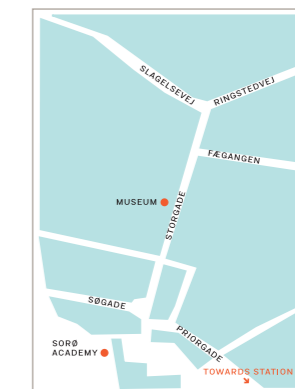 SLAGELSEVEJ
RINGSTEDVEJ
FÆGANGEN
MUSEUM
STORGADE
SØGADE
PRIORGADE
SORØ
ACADEMY
TOWARDS STATION